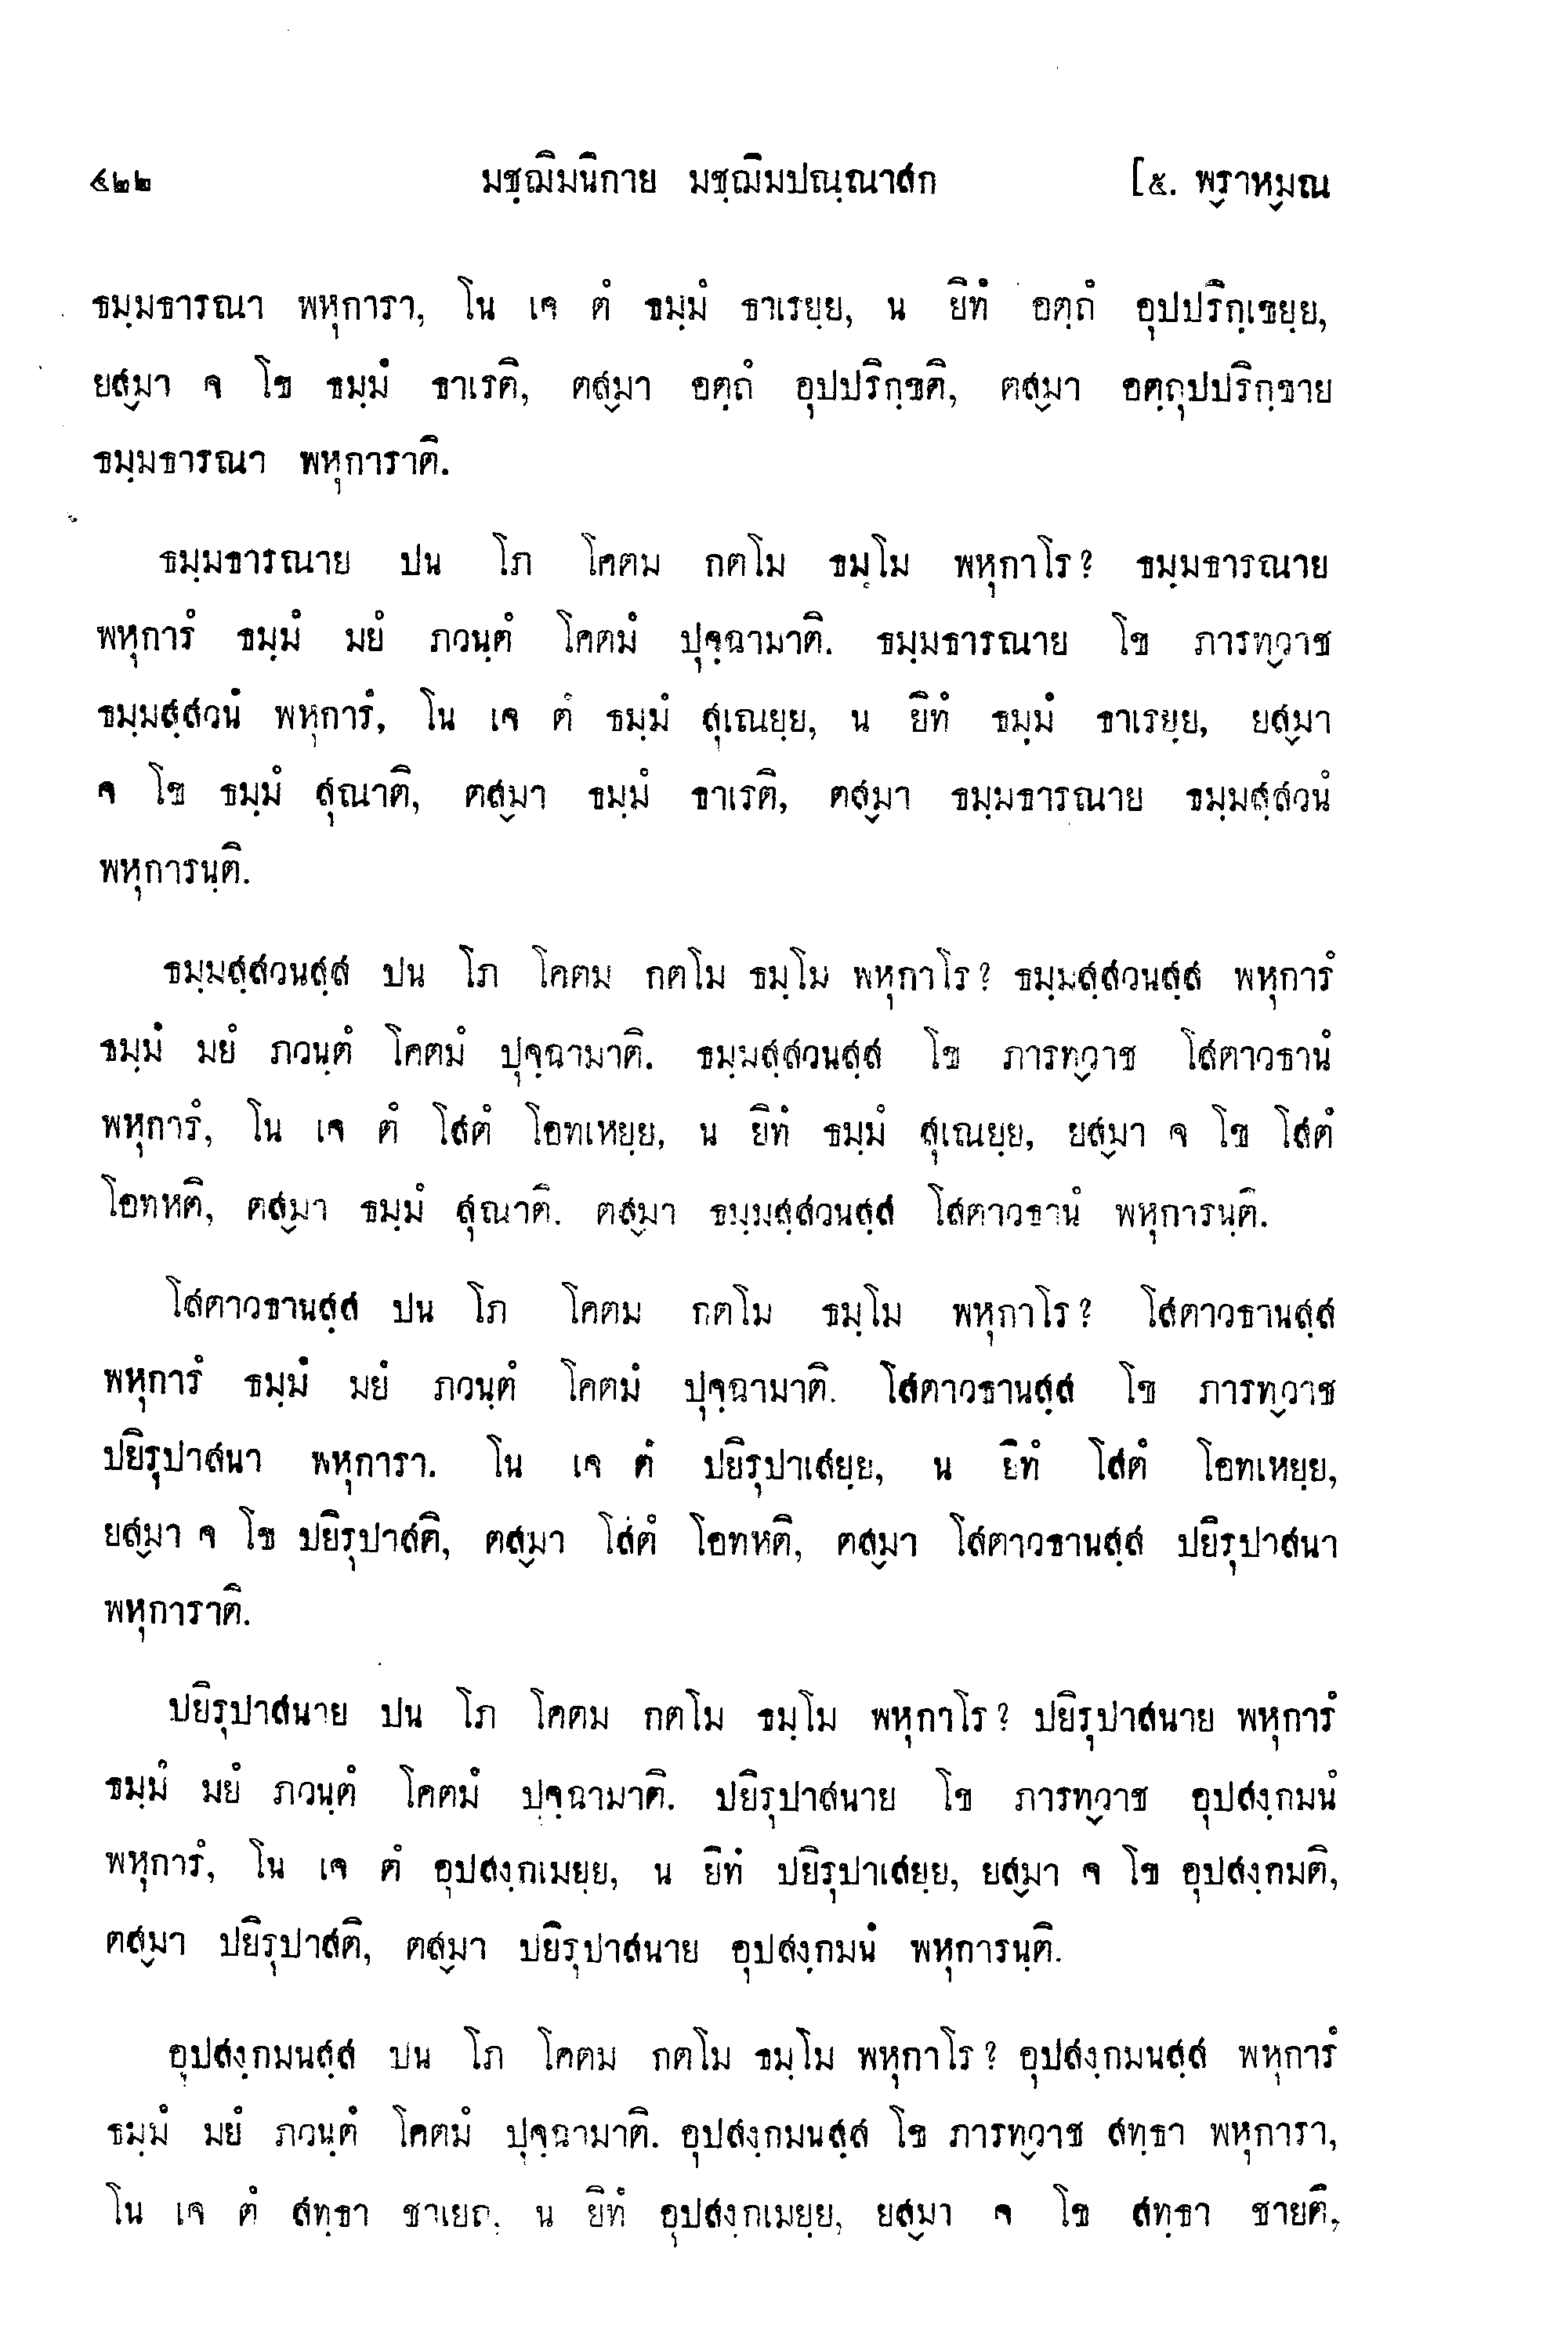 ๕๒๒ มชฺฌิมนิกาย มชฺฌิมปณฺณาสก [๕. พฺราหฺมณ
ธมฺมธารณา พหุการา, โน เจ ตํ ธมฺมํ ธาเรยฺย, น ยิทํ อตฺถํ อุปปริกฺเขยฺย,
ยสฺมา จ โข ธมฺมํ ธาเรติ, ตสฺมา อตฺถํ อุปปริกฺขติ, ตสฺมา อตฺถุปปริกฺขาย
ธมฺมธารณา พหุการาติ.
ธมฺมธารณาย ปน โภ โคตม กตโม ธมฺโม พหุกาโร? ธมฺมธารณาย
พหุการํ ธมฺมํ มยํ ภวนฺตํ โคตมํ ปุจฺฉามาติ. ธมฺมธารณาย โข ภารทฺวาช
ธมฺมสฺสวนํ พหุการํ, โน เจ ตํ ธมฺมํ สุเณยฺย, น ยิทํ ธมฺมํ ธาเรยฺย, ยสฺมา
จ โข ธมฺมํ สุณาติ, ตสฺมา ธมฺมํ ธาเรติ, ตสฺมา ธมฺมธารณาย ธมฺมสฺสวนํ
พหุการนฺติ.
ธมฺมสฺสวนสฺส ปน โภ โคตม กตโม ธมฺโม พหุกาโร? ธมฺมสฺสวนสฺส พหุการํ
ธมฺมํ มยํ ภวนฺตํ โคตมํ ปุจฺฉามาติ. ธมฺมสฺสวนสฺส โข ภารทฺวาช โสตาวธานํ
พหุการํ, โน เจ ตํ โสตํ โอทเหยฺย, น ยิทํ ธมฺมํ สุเณยฺย, ยสฺมา จ โข โสตํ
โอทหติ, ตสฺมา ธมฺมํ สุณาติ. ตสฺมา ธมฺมสฺสวนสฺส โสตาวธานํ พหุการนฺติ.
โสตาวธานสฺส ปน โภ โคตม กตโม ธมฺโม พหุกาโร? โสตาวธานสฺส
พหุการํ ธมฺมํ มยํ ภวนฺตํ โคตมํ ปุจฺฉามาติ. โสตาวธานสฺส โข ภารทฺวาช
ปยิรุปาสนา พหุการา. โน เจ ตํ ปยิรุปาเสยฺย, น ยิทํ โสตํ โอทเหยฺย,
ยสฺมา จ โข ปยิรุปาสติ, ตสฺมา โสตํ โอทหติ, ตสฺมา โสตาวธานสฺส ปยิรุปาสนา
พหุการาติ.
ปยิรุปาสนาย ปน โภ โคตม กตโม ธมฺโม พหุกาโร? ปยิรุปาสนาย พหุการํ
ธมฺมํ มยํ ภวนฺตํ โคตมํ ปุจฺฉามาติ. ปยิรุปาสนาย โข ภารทฺวาช อุปสงฺกมนํ
พหุการํ, โน เจ ตํ อุปสงฺกเมยฺย, น ยิทํ ปยิรุปาเสยฺย, ยสฺมา จ โข อุปสงฺกมติ,
ตสฺมา ปยิรุปาสติ, ตสฺมา ปยิรุปาสนาย อุปสงฺกมนํ พหุการนฺติ.
อุปสงฺกมนสฺส ปน โภ โคตม กตโม ธมฺโม พหุกาโร? อุปสงฺกมนสฺส พหุการํ
ธมฺมํ มยํ ภวนฺตํ โคตมํ ปุจฺฉามาติ. อุปสงฺกมนสฺส โข ภารทฺวาช สทฺธา พหุการา,
โน เจ ตํ สทฺธา ชาเยถ, น ยิทํ อุปสงฺกเมยฺย, ยสฺมา จ โข สทฺธา ชายติ,